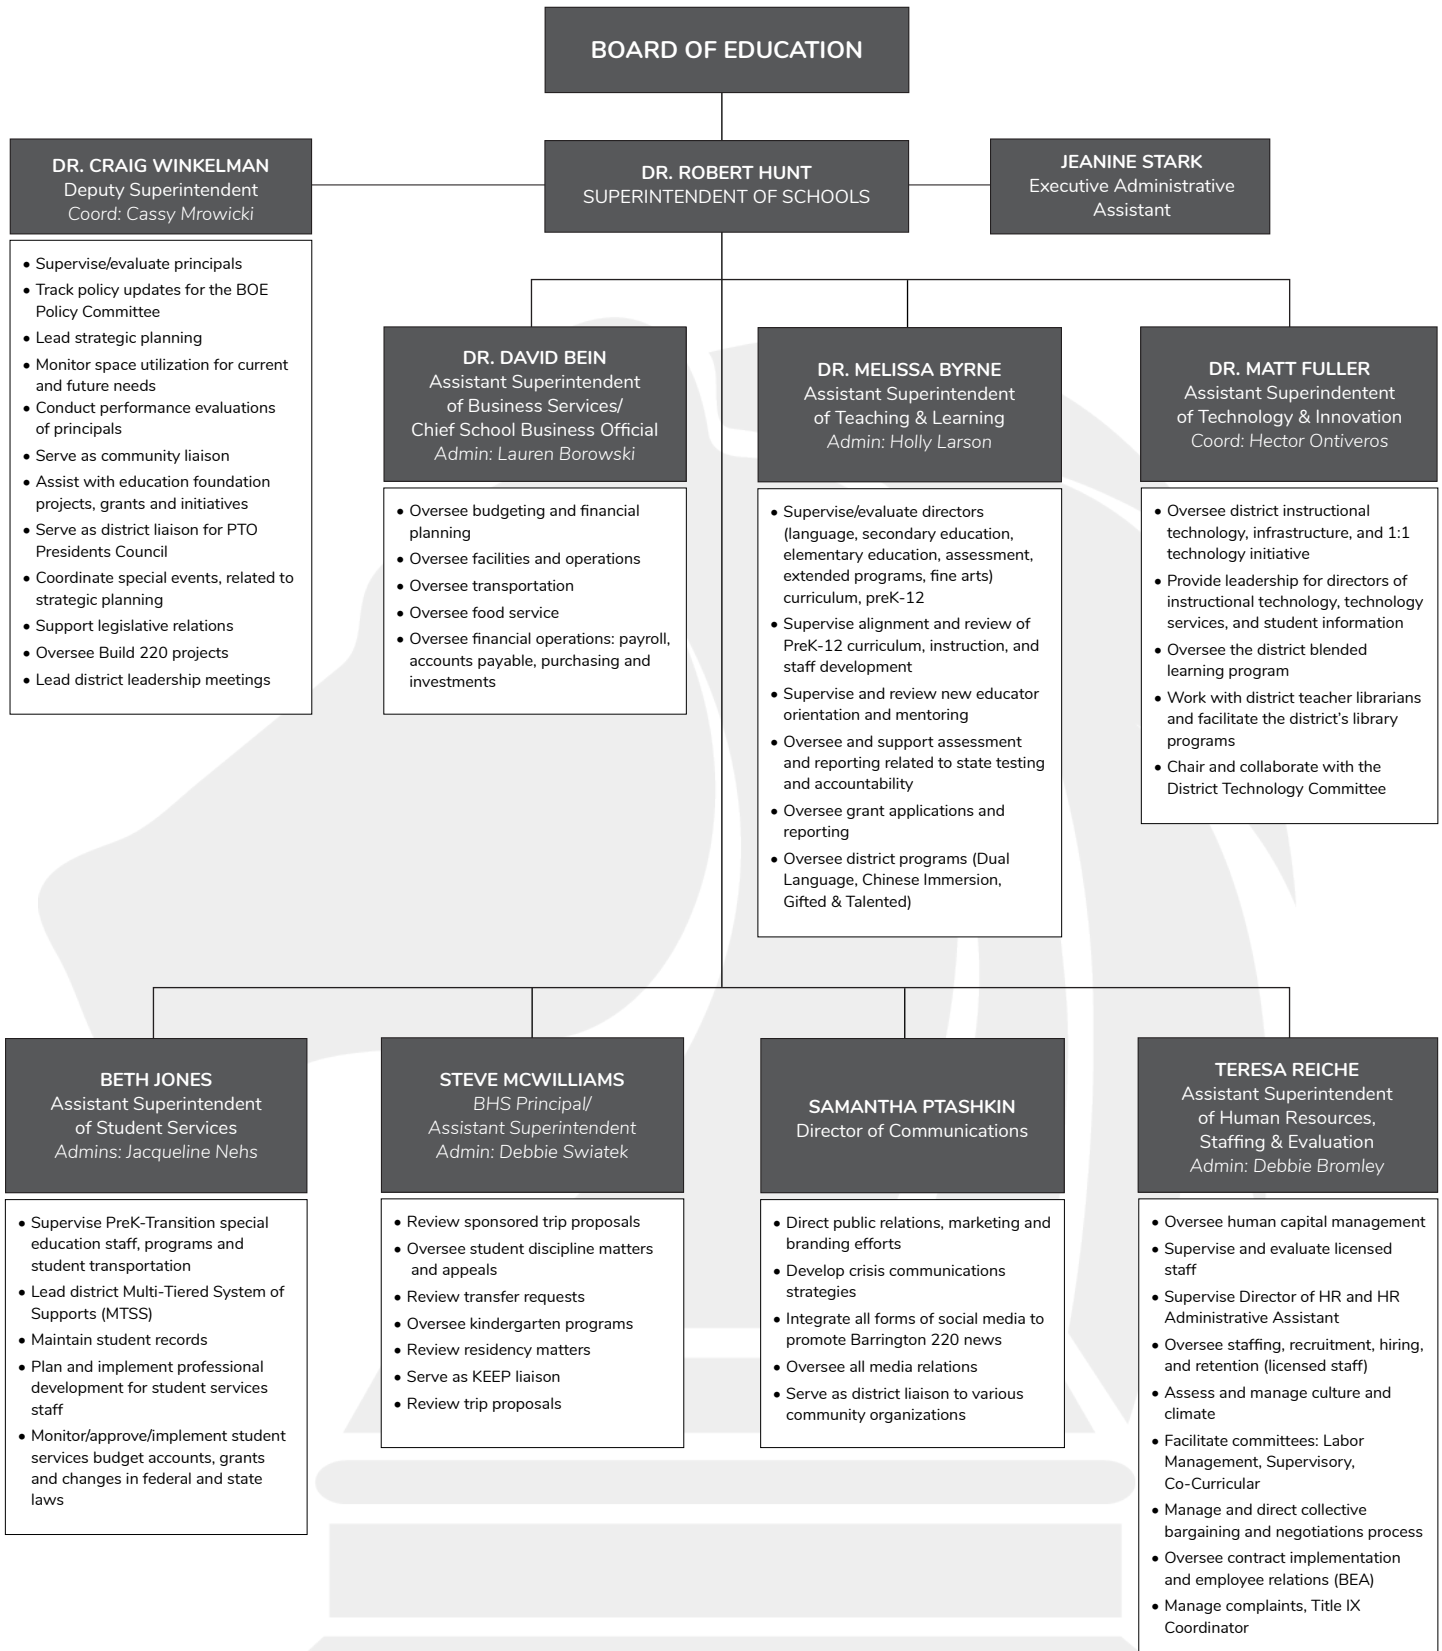 BOARD OF EDUCATION
DR. CRAIG WINKELMAN
Deputy Superintendent
Coord: Cassy Mrowicki
DR. ROBERT HUNT
SUPERINTENDENT OF SCHOOLS
JEANINE STARK
Executive Administrative
Assistant
• Supervise/evaluate principals
• Track policy updates for the BOE
Policy Committee
• Lead strategic planning
• Monitor space utilization for current
and future needs
• Conduct performance evaluations
of principals
• Serve as community liaison
• Assist with education foundation
projects, grants and initiatives
• Serve as district liaison for PTO
Presidents Council
• Coordinate special events, related to
strategic planning
• Support legislative relations
• Oversee Build 220 projects
• Lead district leadership meetings
DR. DAVID BEIN
Assistant Superintendent
of Business Services/
Chief School Business Official
Admin: Lauren Borowski
• Oversee budgeting and financial
planning
• Oversee facilities and operations
• Oversee transportation
• Oversee food service
• Oversee financial operations: payroll,
accounts payable, purchasing and
investments
DR. MELISSA BYRNE
Assistant Superintendent
of Teaching & Learning
Admin: Holly Larson
• Supervise/evaluate directors
(language, secondary education,
elementary education, assessment,
extended programs, fine arts)
curriculum, preK-12
• Supervise alignment and review of
PreK-12 curriculum, instruction, and
staff development
• Supervise and review new educator
orientation and mentoring
• Oversee and support assessment
and reporting related to state testing
and accountability
• Oversee grant applications and
reporting
• Oversee district programs (Dual
Language, Chinese Immersion,
Gifted & Talented)
DR. MATT FULLER
Assistant Superindentent
of Technology & Innovation
Coord: Hector Ontiveros
• Oversee district instructional
technology, infrastructure, and 1:1
technology initiative
• Provide leadership for directors of
instructional technology, technology
services, and student information
• Oversee the district blended
learning program
• Work with district teacher librarians
and facilitate the district's library
programs
• Chair and collaborate with the
District Technology Committee
BETH JONES
Assistant Superintendent
of Student Services
Admins: Jacqueline Nehs
• Supervise PreK-Transition special
education staff, programs and
student transportation
• Lead district Multi-Tiered System of
Supports (MTSS)
• Maintain student records
• Plan and implement professional
development for student services
staff
• Monitor/approve/implement student
services budget accounts, grants
and changes in federal and state
laws
STEVE MCWILLIAMS
BHS Principal/
Assistant Superintendent
Admin: Debbie Swiatek
• Review sponsored trip proposals
• Oversee student discipline matters
and appeals
• Review transfer requests
• Oversee kindergarten programs
• Review residency matters
• Serve as KEEP liaison
• Review trip proposals
SAMANTHA PTASHKIN
Director of Communications
• Direct public relations, marketing and
branding efforts
• Develop crisis communications
strategies
• Integrate all forms of social media to
promote Barrington 220 news
• Oversee all media relations
• Serve as district liaison to various
community organizations
TERESA REICHE
Assistant Superintendent
of Human Resources,
Staffing & Evaluation
Admin: Debbie Bromley
• Oversee human capital management
• Supervise and evaluate licensed
staff
• Supervise Director of HR and HR
Administrative Assistant
• Oversee staffing, recruitment, hiring,
and retention (licensed staff)
• Assess and manage culture and
climate
• Facilitate committees: Labor
Management, Supervisory,
Co-Curricular
• Manage and direct collective
bargaining and negotiations process
• Oversee contract implementation
and employee relations (BEA)
• Manage complaints, Title IX
Coordinator